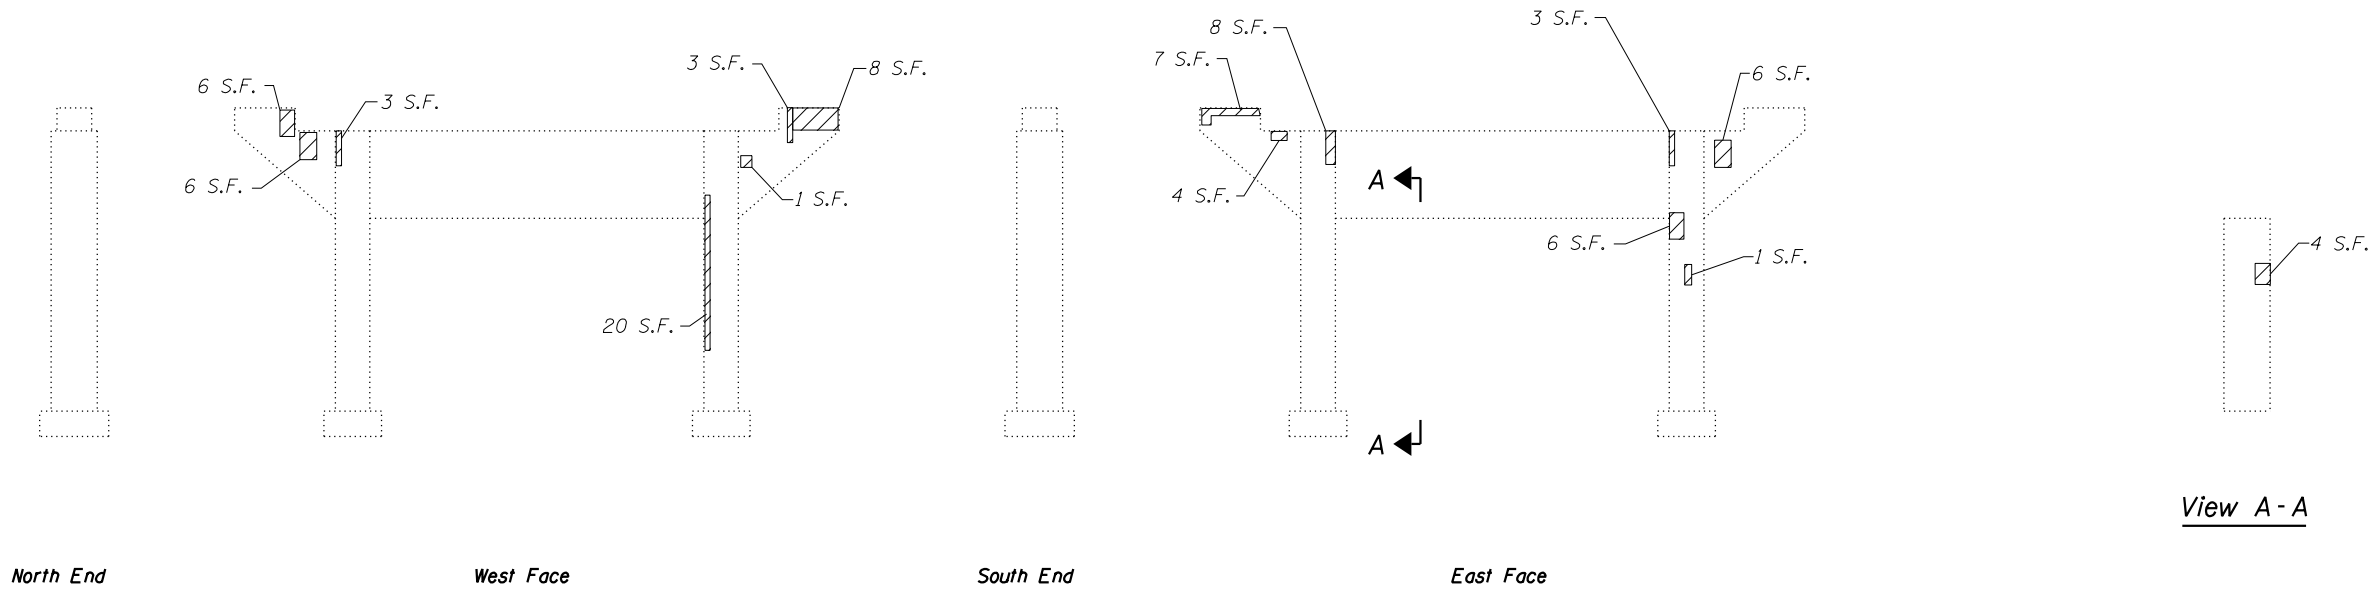 3 S.F.
8 S.F.
7 S.F.
3 S.F.
8 S.F.
6 S.F.
6 S.F.
3 S.F.
A
6 S.F.
4 S.F.
1 S.F.
6 S.F.
4 S.F.
1 S.F.
20 S.F.
A
View A-A
North End
West Face
South End
East Face